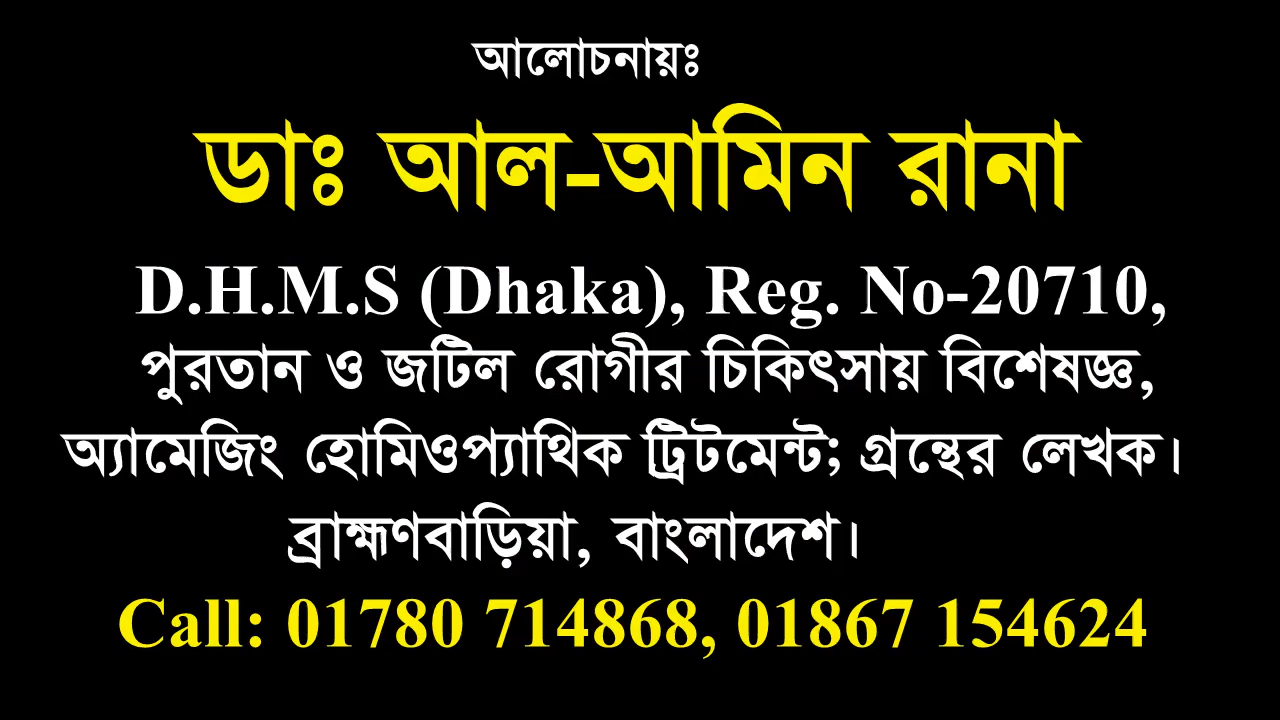 আলোচনায়ঃ
ডাঃ আল-আমিন রানা
D.H.M.S (Dhaka), Reg. No-20710,
পুরতান ও জটিল রোগীর চিকিৎসায় বিশেষজ্ঞ,
অ্যামেজিং হোমিওপ্যাথিক ট্রিটমেন্ট; গ্রন্থের লেখক।
ব্রাহ্মণবাড়িয়া, বাংলাদেশ।
Call: 01780 714868, 01867 154624